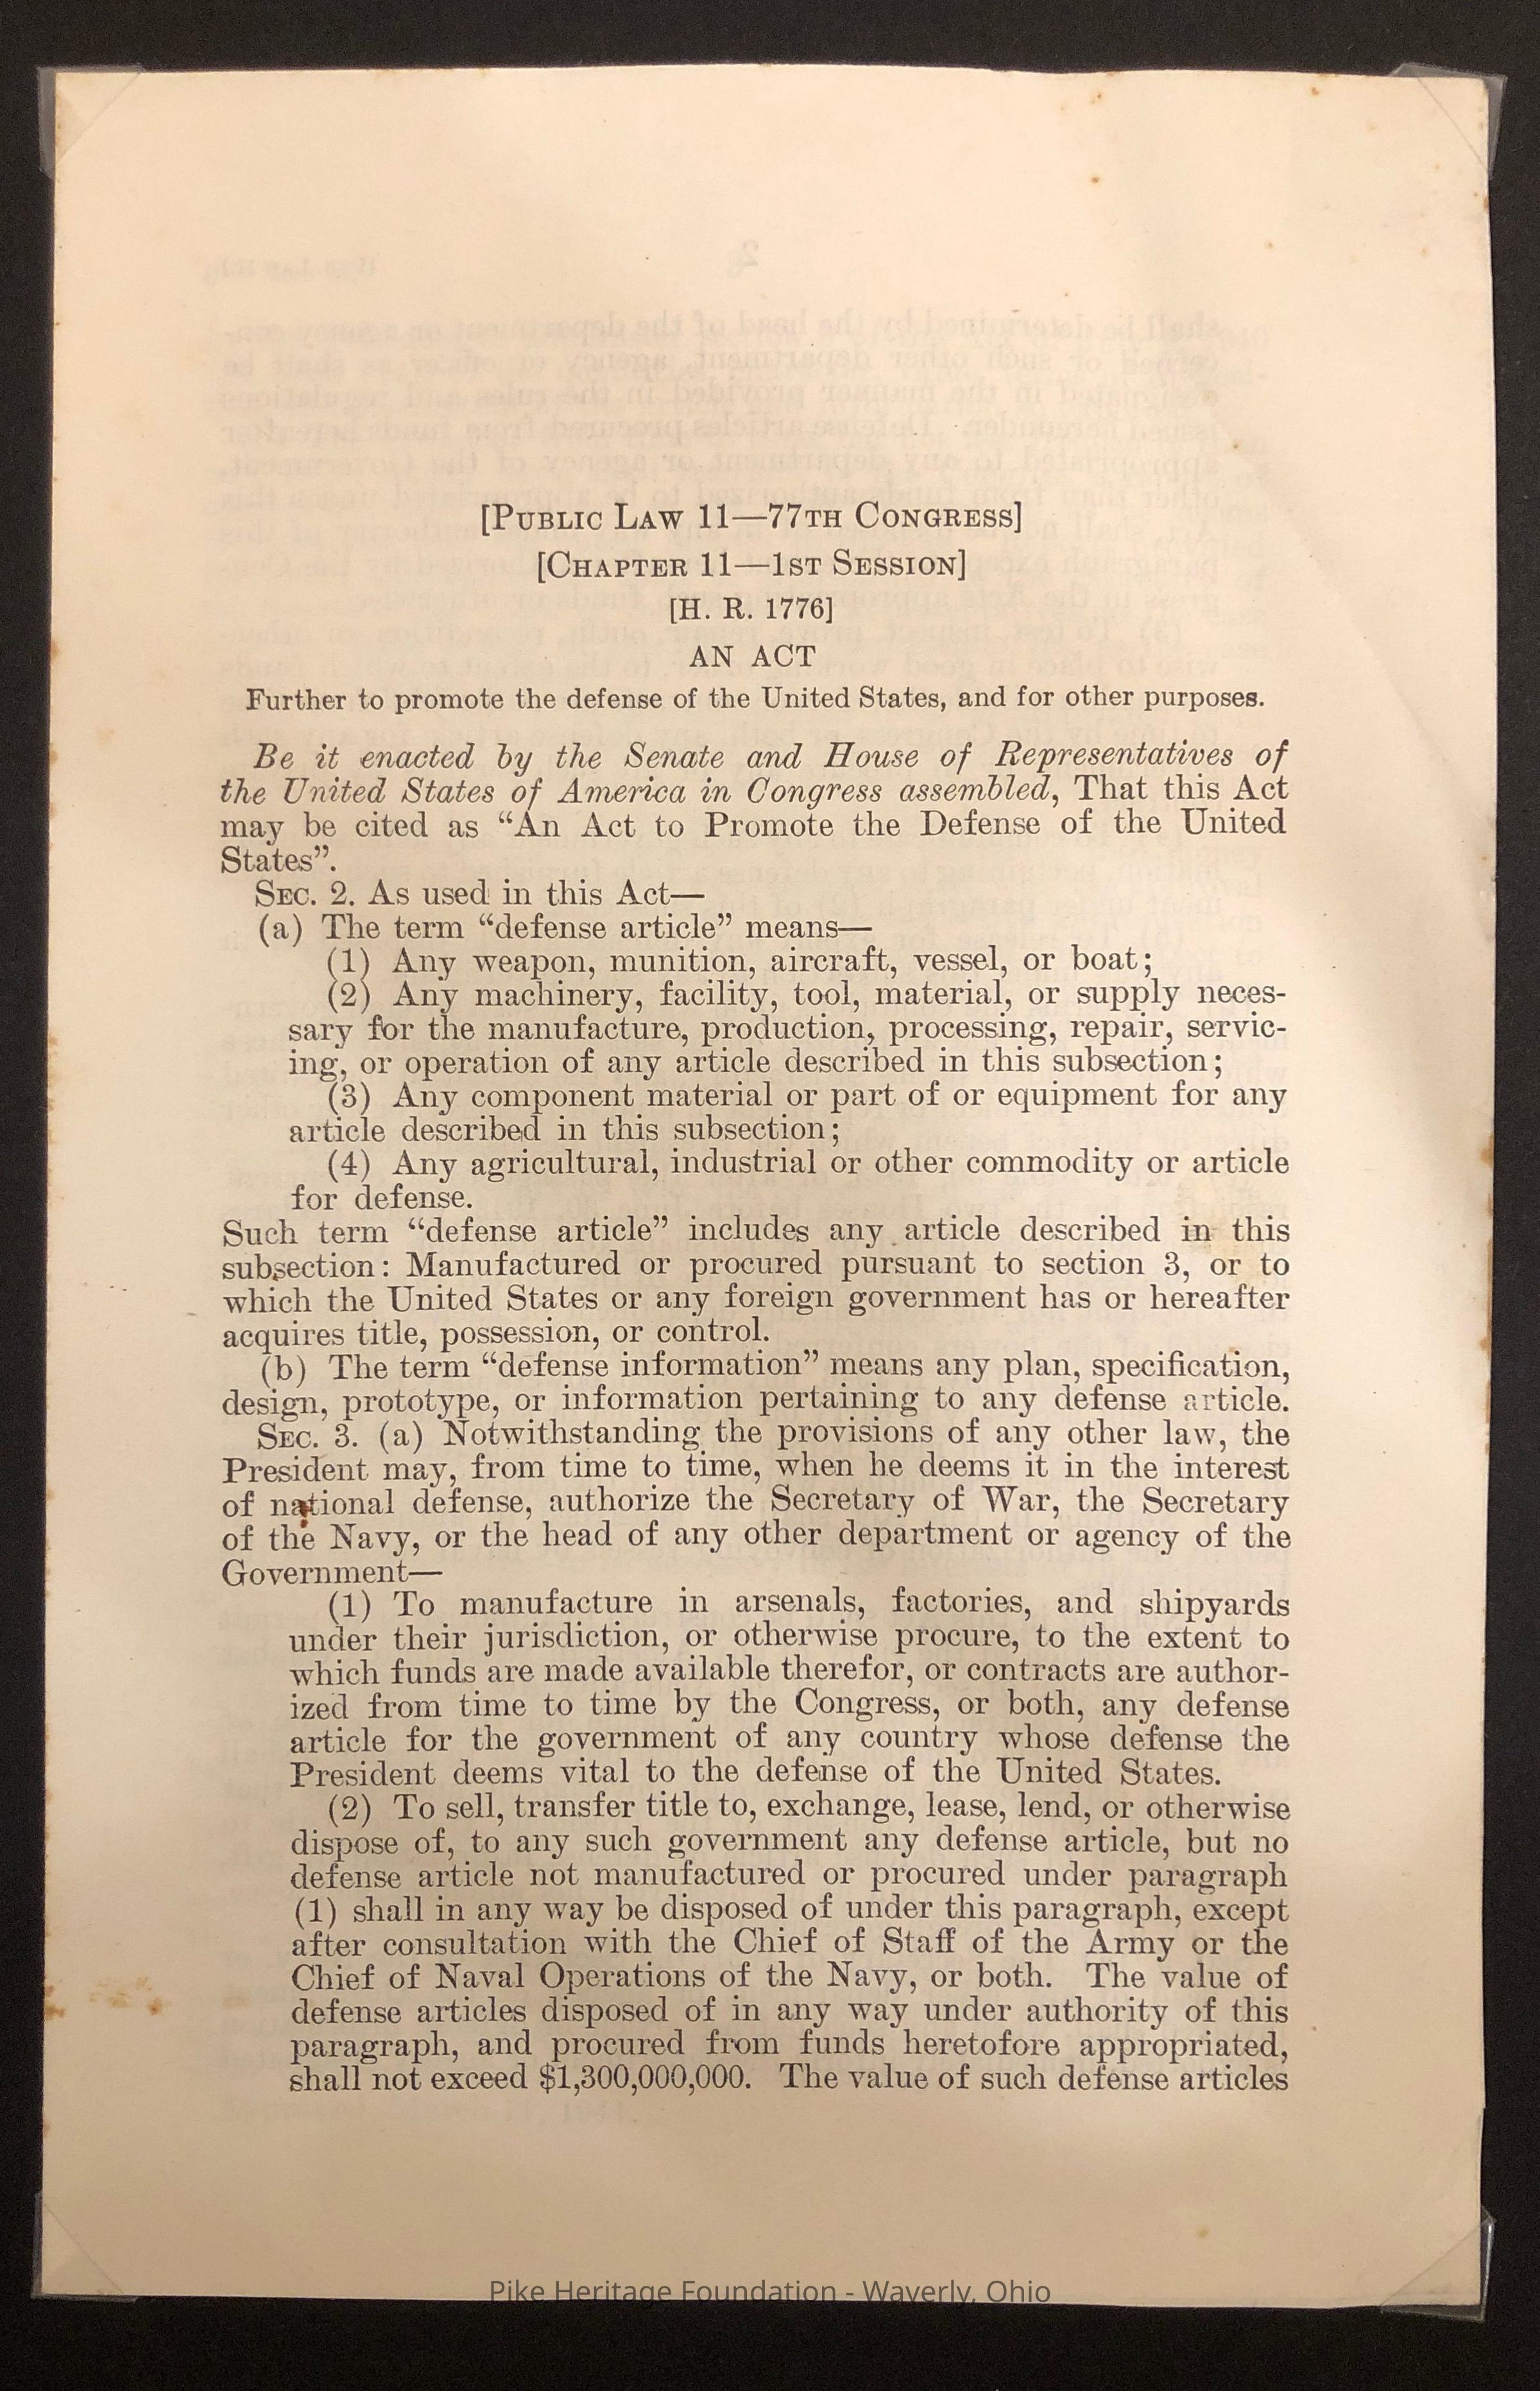 [PUBLIC LAW 11—77TH CONGRESS]
[CHAPTER 11—1ST SESSION]
[H. R. 1776]
AN ACT
Further to promote the defense of the United States, and for other purposes.
Be it enacted by the Senate and House of Representatives of
the United States of America in Congress assembled, That this Act
may be cited as “An Act to Promote the Defense of the United
States”.
SEC. 2. As used in this Act—
(a) The term “defense article” means—
(1) Any weapon, munition, aircraft, vessel, or boat;
(2) Any machinery, facility, tool, material, or supply neces-
sary for the manufacture, production, processing, repair, servic-
ing, or operation of any article described in this subsection;
(3) Any component material or part of or equipment for any
article described in this subsection;
(4) Any agricultural, industrial or other commodity or article
for defense.
Such term “defense article” includes any article described in this
subsection: Manufactured or procured pursuant to section 3, or to
which the United States or any foreign government has or hereafter
acquires title, possession, or control.
(b) The term “defense information” means any plan, specification,
design, prototype, or information pertaining to any defense article.
SEC. 3. (a) Notwithstanding the provisions of any other law, the
President may, from time to time, when he deems it in the interest
of national defense, authorize the Secretary of War, the Secretary
of the Navy, or the head of any other department or agency of the
Government—
(1) To manufacture in arsenals, factories, and shipyards
under their jurisdiction, or otherwise procure, to the extent to
which funds are made available therefor, or contracts are author-
ized from time to time by the Congress, or both, any defense
article for the government of any country whose defense the
President deems vital to the defense of the United States.
(2) To sell, transfer title to, exchange, lease, lend, or otherwise
dispose of, to any such government any defense article, but no
defense article not manufactured or procured under paragraph
(1) shall in any way be disposed of under this paragraph, except
after consultation with the Chief of Staff of the Army or the
Chief of Naval Operations of the Navy, or both. The value of
defense articles disposed of in any way under authority of this
paragraph, and procured from funds heretofore appropriated,
shall not exceed $1,300,000,000. The value of such defense articles
Pike Heritage Foundation - Waverly, Ohio